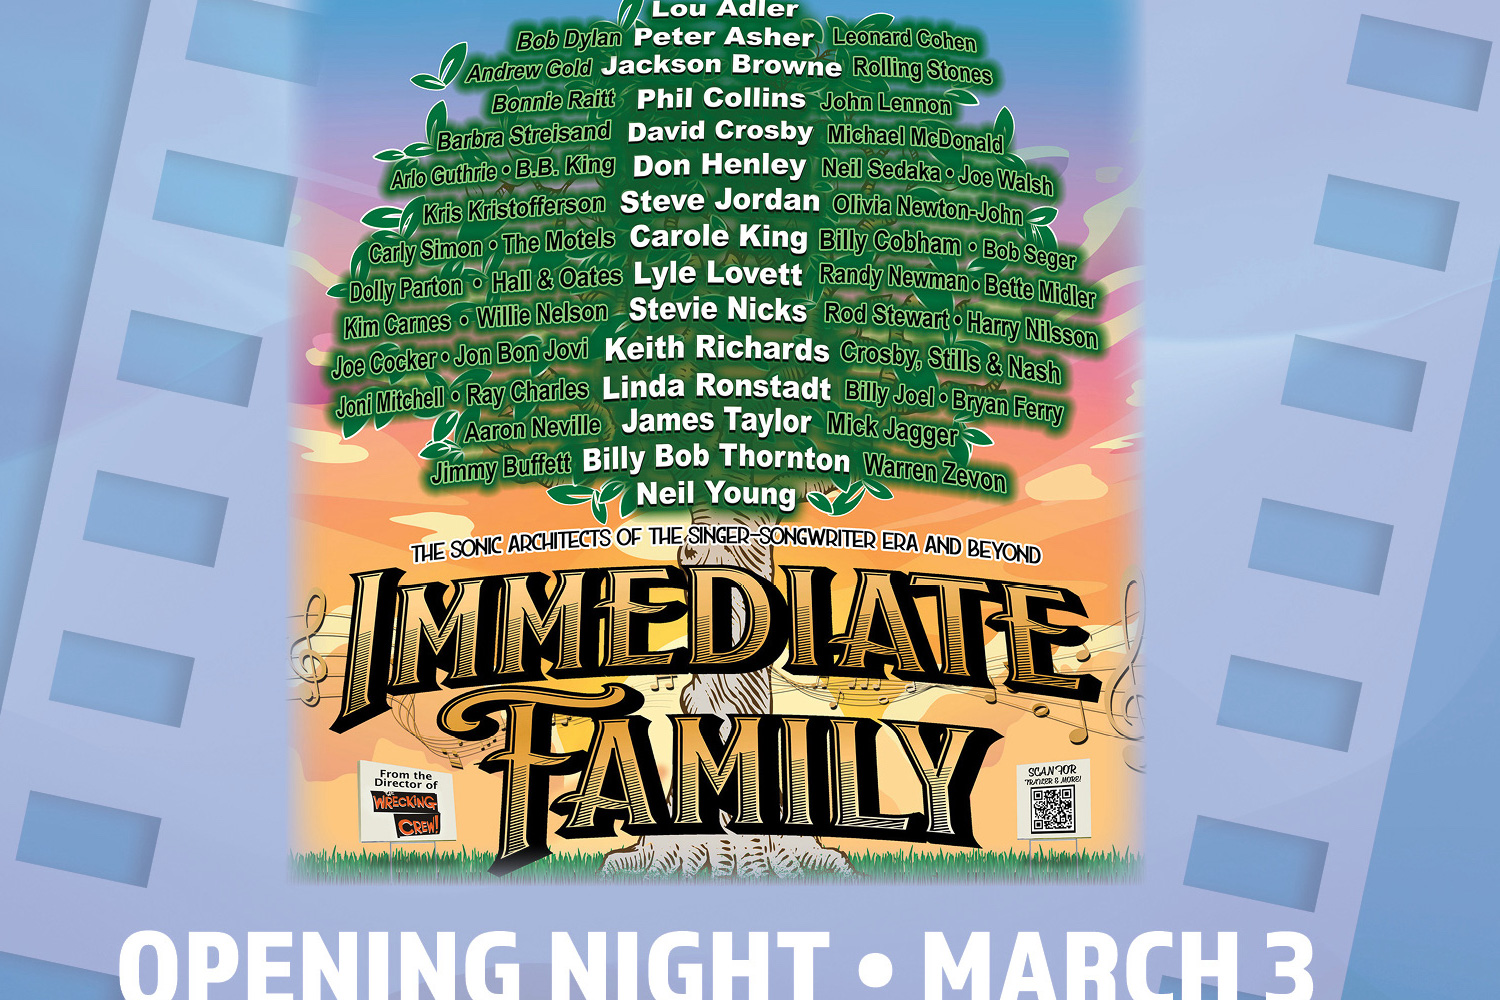 Lou Adler
Bob Dylan Peter Asher Leonard Cohen
Andrew Gold Jackson Browne Rolling Stones
Bonnie Raitt Phil Collins John Lennon
Barbra Streisand David Crosby Michael McDonald
Arlo Guthrie • B.B. King Don Henley Neil Sedaka • Joe Walsh
Kris Kristofferson Steve Jordan Olivia Newton-John
Carly Simon • The Motels Carole King Billy Cobham • Bob Seger
Dolly Parton • Hall & Oates Lyle Lovett Randy Newman • Bette Midler
Kim Carnes • Willie Nelson Stevie Nicks Rod Stewart • Harry Nilsson
Joe Cocker • Jon Bon Jovi Keith Richards Crosby, Stills & Nash
Joni Mitchell • Ray Charles Linda Ronstadt Billy Joel • Bryan Ferry
Aaron Neville James Taylor Mick Jagger
Jimmy Buffett Billy Bob Thornton Warren Zevon
Neil Young
THE SONIC ARCHITECTS OF THE SINGER-SONGWRITER ERA AND BEYOND
IMMEDIATE
FAMILY
From the
Director of
THE
WRECKING
CREW!
SCAN FOR
TRAILER & MORE!
OPENING NIGHT • MARCH 3